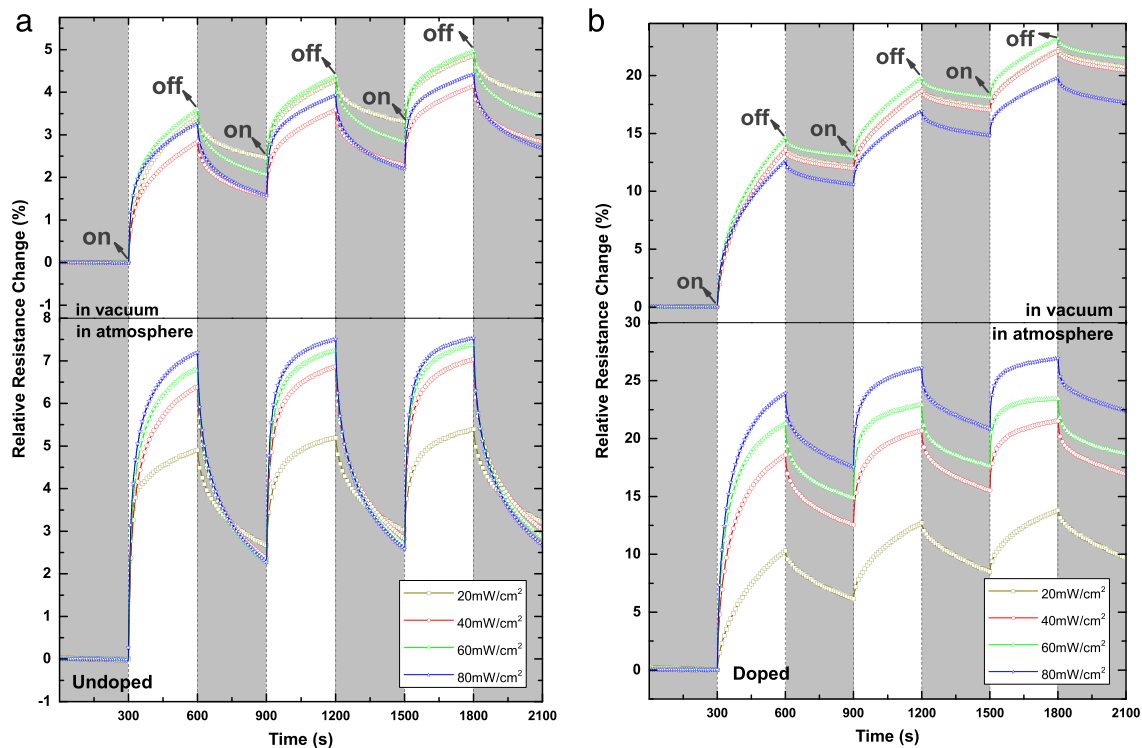 a
Relative Resistance Change (%)
5
4
3
2
1
0
-1
on
off
on
off
on
off
in vacuum
in atmosphere
8
7
6
5
4
3
2
1
0
-1
Undoped
20mW/cm²
40mW/cm²
60mW/cm²
80mW/cm²
300 600 900 1200 1500 1800 2100
Time (s)
b
Relative Resistance Change (%)
20
15
10
5
0
on
off
on
off
on
off
in vacuum
in atmosphere
30
25
20
15
10
5
0
Doped
20mW/cm²
40mW/cm²
60mW/cm²
80mW/cm²
300 600 900 1200 1500 1800 2100
Time (s)